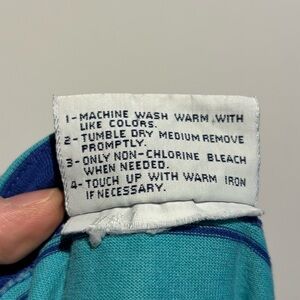 1-MACHINE WASH WARM WITH
LIKE COLORS.
2-TUMBLE DRY MEDIUM REMOVE
PROMPTLY.
3-ONLY NON-CHLORINE BLEACH
WHEN NEEDED.
4-TOUCH UP WITH WARM IRON
IF NECESSARY.